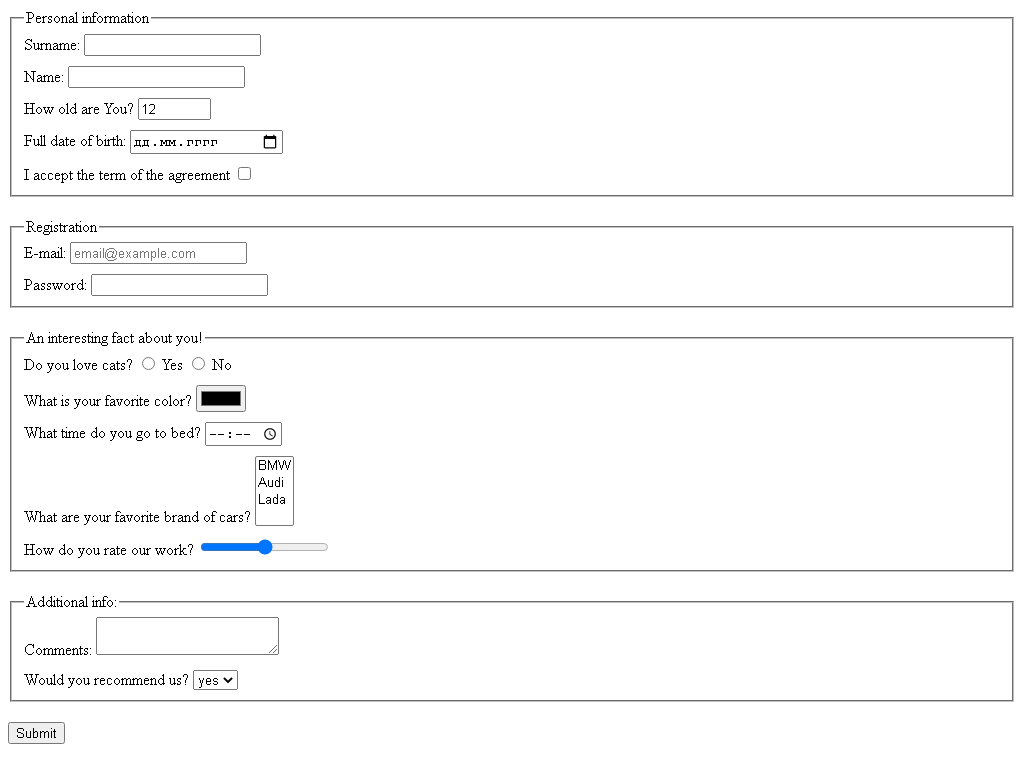 Personal information
Surname:
Name:
How old are You? 12
Full date of birth: дд.мм.гггг
I accept the term of the agreement
Registration
E-mail: email@example.com
Password:
An interesting fact about you!
Do you love cats? Yes No
What is your favorite color?
What time do you go to bed? --:--
BMW
Audi
Lada
What are your favorite brand of cars?
How do you rate our work?
Additional info:
Comments:
Would you recommend us? yes
Submit